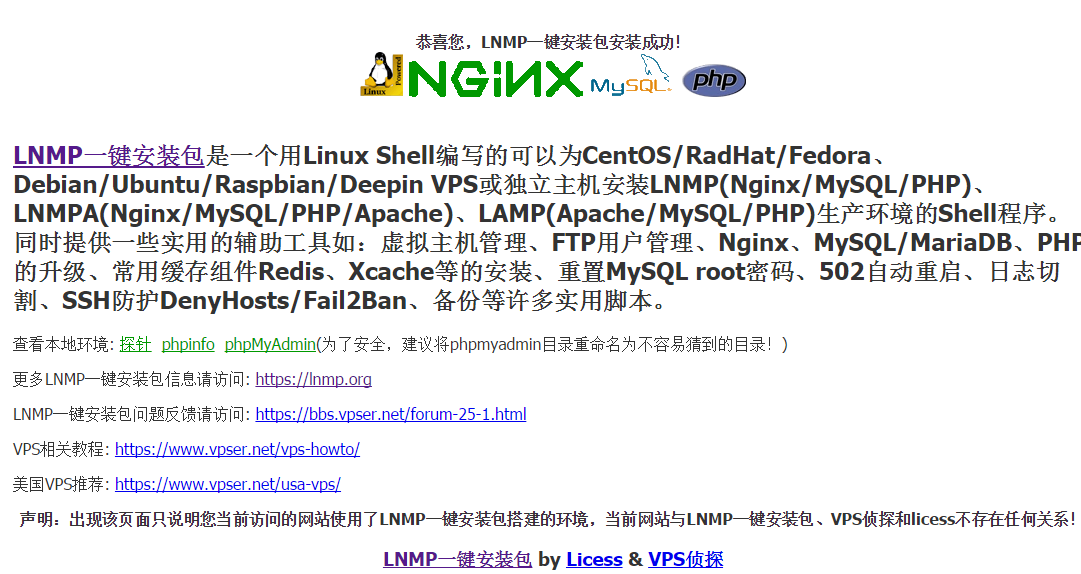 恭喜您，LNMP一键安装包安装成功！
Linux Powered NGiNX MySQL php
LNMP一键安装包是一个用Linux Shell编写的可以为CentOS/RadHat/Fedora、
Debian/Ubuntu/Raspbian/Deepin VPS或独立主机安装LNMP(Nginx/MySQL/PHP)、
LNMPA(Nginx/MySQL/PHP/Apache)、LAMP(Apache/MySQL/PHP)生产环境的Shell程序。
同时提供一些实用的辅助工具如：虚拟主机管理、FTP用户管理、Nginx、MySQL/MariaDB、PHP
的升级、常用缓存组件Redis、Xcache等的安装、重置MySQL root密码、502自动重启、日志切
割、SSH防护DenyHosts/Fail2Ban、备份等许多实用脚本。
查看本地环境: 探针 phpinfo phpMyAdmin(为了安全，建议将phpmyadmin目录重命名为不容易猜到的目录！)
更多LNMP一键安装包信息请访问: https://lnmp.org
LNMP一键安装包问题反馈请访问: https://bbs.vpser.net/forum-25-1.html
VPS相关教程: https://www.vpser.net/vps-howto/
美国VPS推荐: https://www.vpser.net/usa-vps/
声明：出现该页面只说明您当前访问的网站使用了LNMP一键安装包搭建的环境，当前网站与LNMP一键安装包、VPS侦探和licess不存在任何关系！
LNMP一键安装包 by Licess & VPS侦探